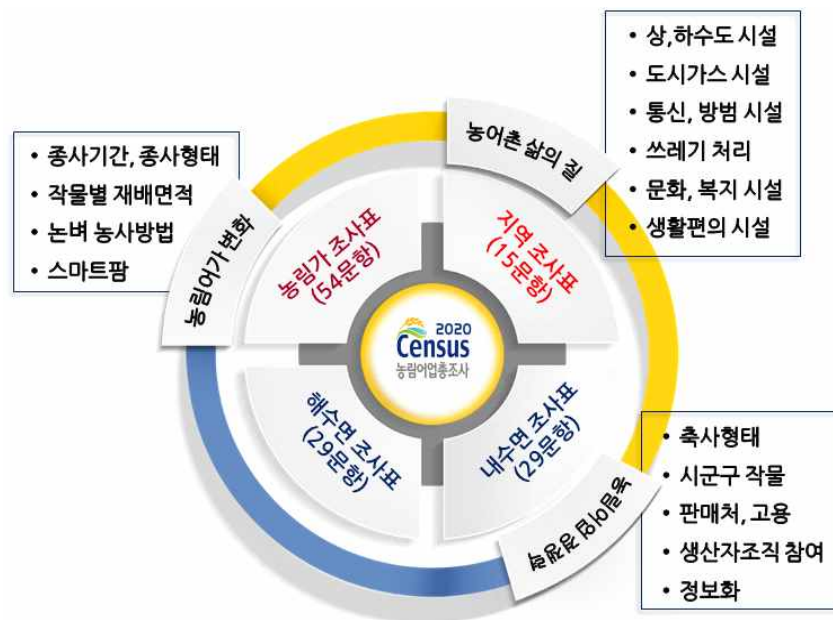 • 상,하수도 시설
• 도시가스 시설
• 통신, 방범 시설
• 쓰레기 처리
• 문화, 복지 시설
• 생활편의 시설
농어촌 삶의 질
• 종사기간, 종사형태
• 작물별 재배면적
• 논벼 농사방법
• 스마트팜
농림어가 변화
농림가 조사표
(54문항)
지역 조사표
(15문항)
2020
Census
농림어업총조사
해수면 조사표
(29문항)
내수면 조사표
(29문항)
농림어업 경쟁력
• 축사형태
• 시군구 작물
• 판매처, 고용
• 생산자조직 참여
• 정보화